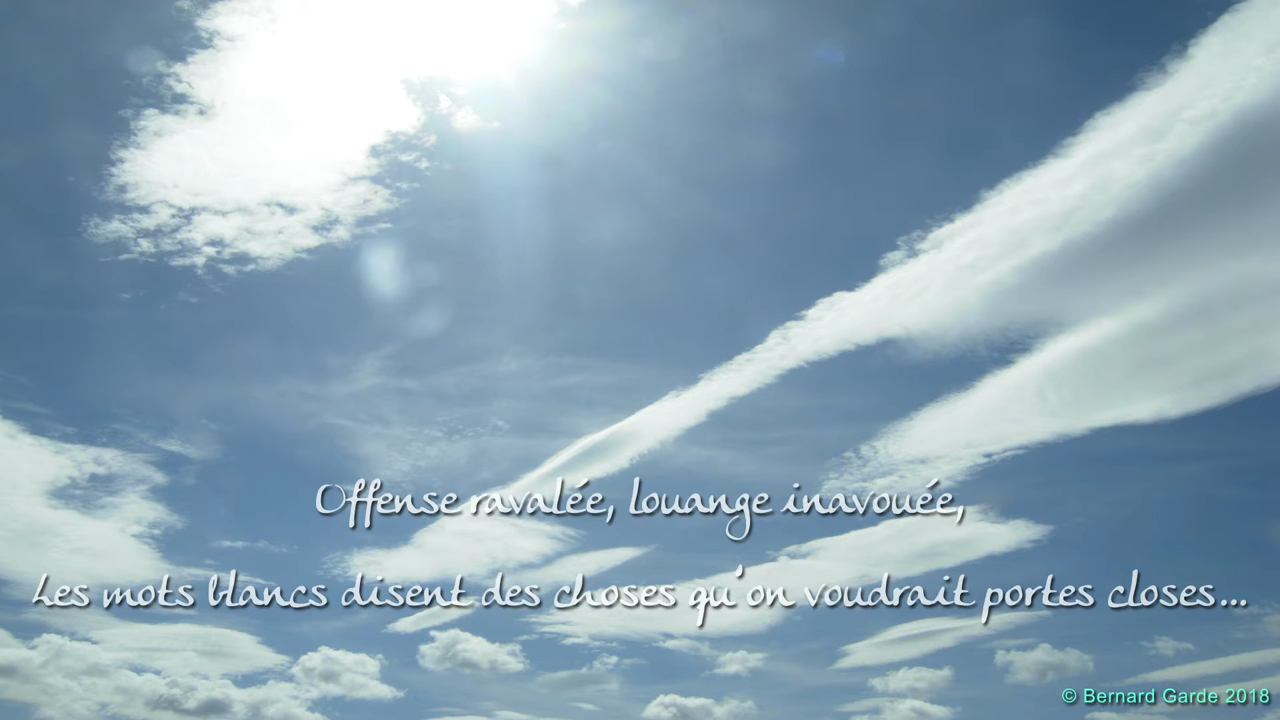 Offense ravalée, louange inavouée,
Les mots blancs disent des choses qu'on voudrait portes closes...
© Bernard Garde 2018